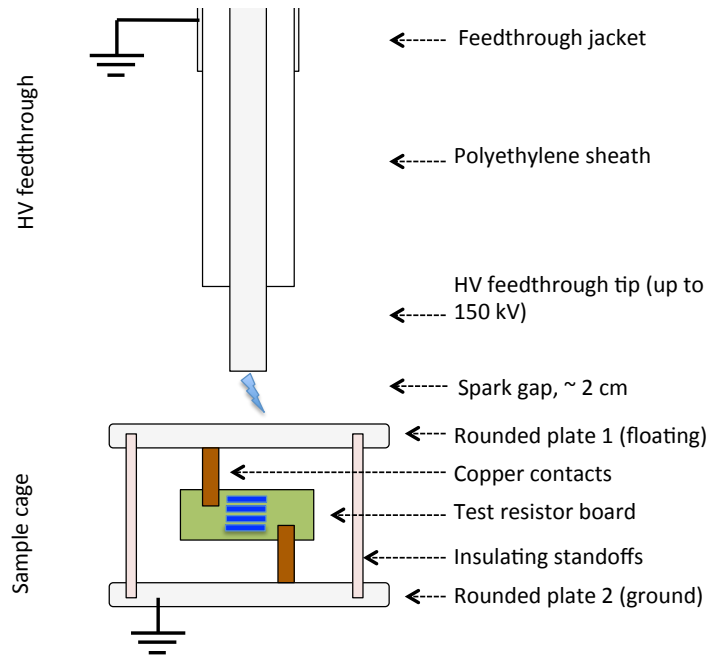 Feedthrough jacket
HV feedthrough
Polyethylene sheath
HV feedthrough tip (up to
150 kV)
Spark gap, ~ 2 cm
Rounded plate 1 (floating)
Sample cage
Copper contacts
Test resistor board
Insulating standoffs
Rounded plate 2 (ground)